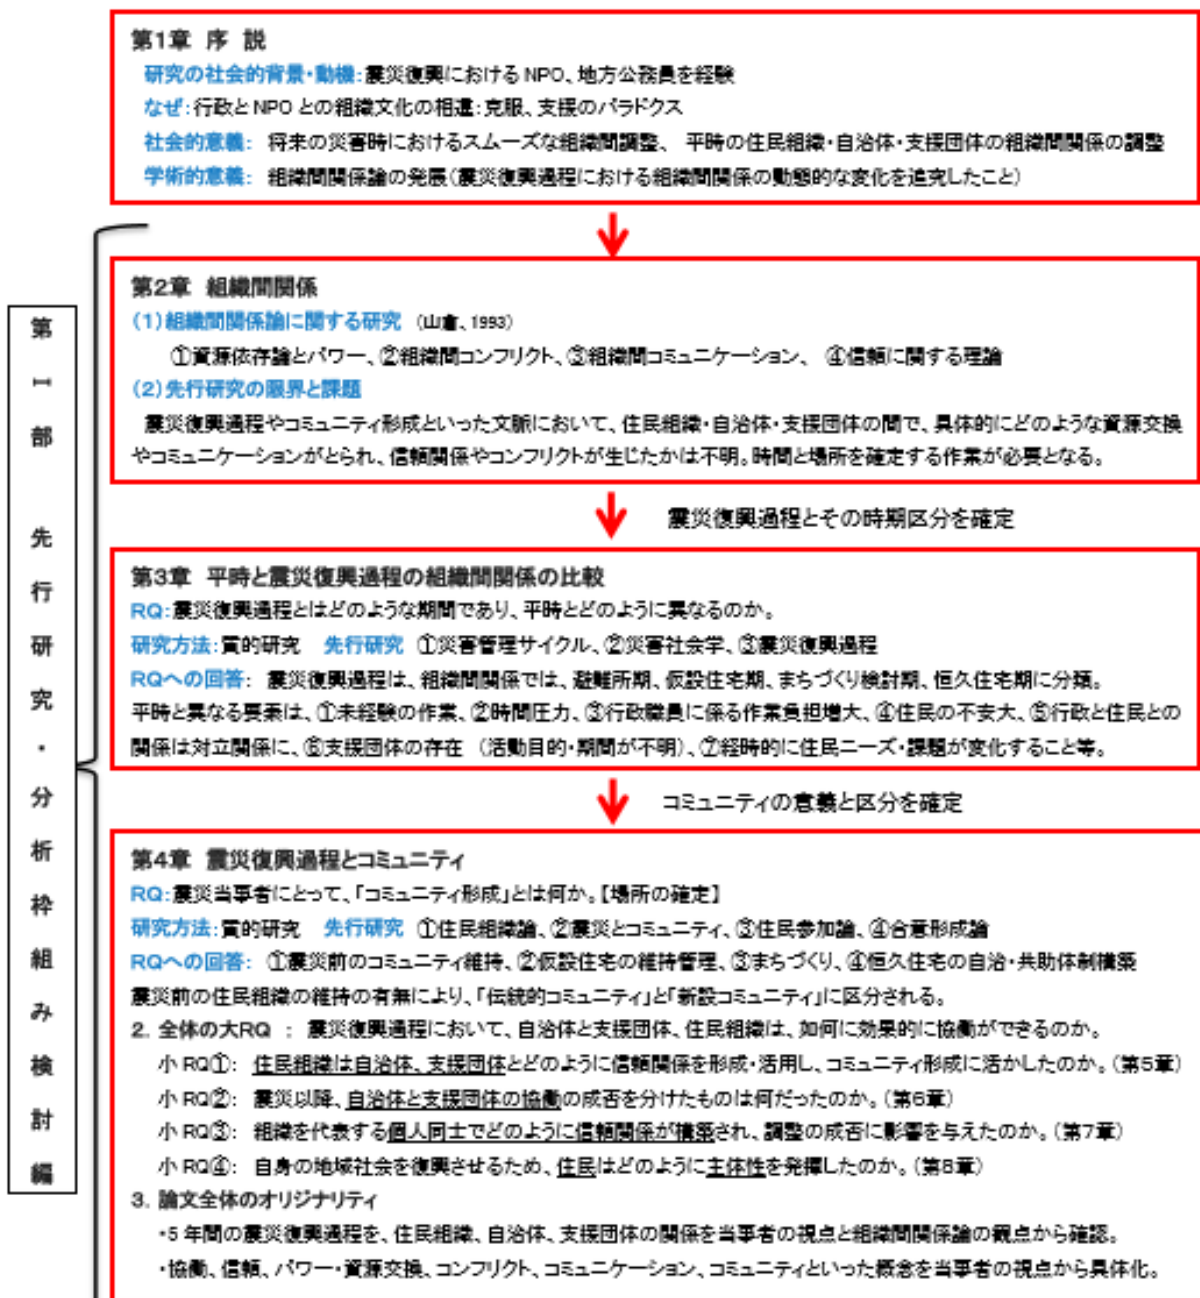 第1章 序 説
研究の社会的背景・動機：震災復興におけるNPO、地方公務員を経験
なぜ：行政とNPOとの組織文化の相違：克服、支援のパラドクス
社会的意義： 将来の災害時におけるスムーズな組織間調整、 平時の住民組織・自治体・支援団体の組織間関係の調整
学術的意義： 組織間関係論の発展（震災復興過程における組織間関係の動態的な変化を追究したこと）
第Ⅰ部 先行研究・分析枠組み検討編
第2章 組織間関係
（1）組織間関係論に関する研究 （山倉、1993）
①資源依存論とパワー、②組織間コンフリクト、③組織間コミュニケーション、 ④信頼に関する理論
（2）先行研究の限界と課題
震災復興過程やコミュニティ形成といった文脈において、住民組織・自治体・支援団体の間で、具体的にどのような資源交換
やコミュニケーションがとられ、信頼関係やコンフリクトが生じたかは不明。時間と場所を確定する作業が必要となる。
震災復興過程とその時期区分を確定
第3章 平時と震災復興過程の組織間関係の比較
RQ：震災復興過程とはどのような期間であり、平時とどのように異なるのか。
研究方法：質的研究 先行研究 ①災害管理サイクル、②災害社会学、③震災復興過程
RQへの回答： 震災復興過程は、組織間関係では、避難所期、仮設住宅期、まちづくり検討期、恒久住宅期に分類。
平時と異なる要素は、①未経験の作業、②時間圧力、③行政職員に係る作業負担増大、④住民の不安大、⑤行政と住民との
関係は対立関係に、⑥支援団体の存在 （活動目的・期間が不明）、⑦経時的に住民ニーズ・課題が変化すること等。
コミュニティの意義と区分を確定
第4章 震災復興過程とコミュニティ
RQ：震災当事者にとって、「コミュニティ形成」とは何か。【場所の確定】
研究方法：質的研究 先行研究 ①住民組織論、②震災とコミュニティ、③住民参加論、④合意形成論
RQへの回答： ①震災前のコミュニティ維持、②仮設住宅の維持管理、③まちづくり、④恒久住宅の自治・共助体制構築
震災前の住民組織の維持の有無により、「伝統的コミュニティ」と「新設コミュニティ」に区分される。
2. 全体の大RQ ： 震災復興過程において、自治体と支援団体、住民組織は、如何に効果的に協働ができるのか。
小RQ①： 住民組織は自治体、支援団体とどのように信頼関係を形成・活用し、コミュニティ形成に活かしたのか。（第5章）
小RQ②： 震災以降、自治体と支援団体の協働の成否を分けたものは何だったのか。（第6章）
小RQ③： 組織を代表する個人同士でどのように信頼関係が構築され、調整の成否に影響を与えたのか。（第7章）
小RQ④： 自身の地域社会を復興させるため、住民はどのように主体性を発揮したのか。（第8章）
3. 論文全体のオリジナリティ
・5年間の震災復興過程を、住民組織、自治体、支援団体の関係を当事者の視点と組織間関係論の観点から確認。
・協働、信頼、パワー・資源交換、コンフリクト、コミュニケーション、コミュニティといった概念を当事者の視点から具体化。